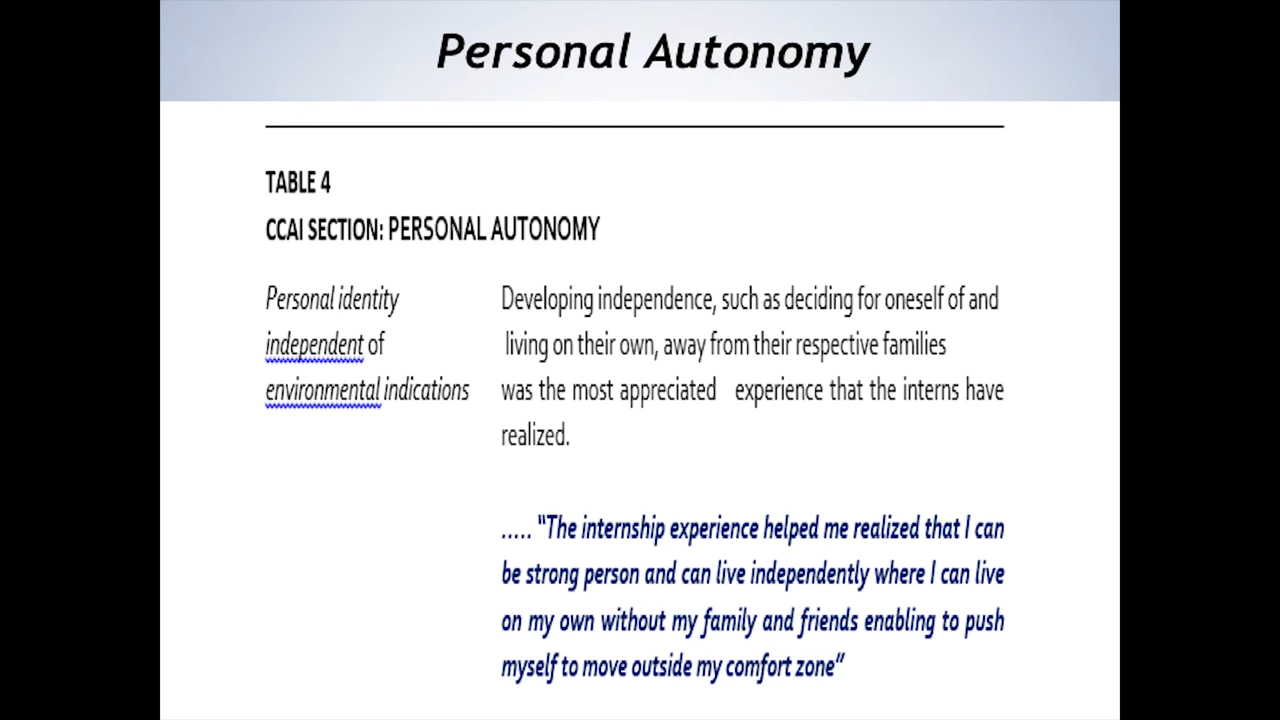 Personal Autonomy
TABLE 4
CCAI SECTION: PERSONAL AUTONOMY
Personal identity
independent of
environmental indications
Developing independence, such as deciding for oneself of and
living on their own, away from their respective families
was the most appreciated experience that the interns have
realized.
..... “The internship experience helped me realized that I can
be strong person and can live independently where I can live
on my own without my family and friends enabling to push
myself to move outside my comfort zone”